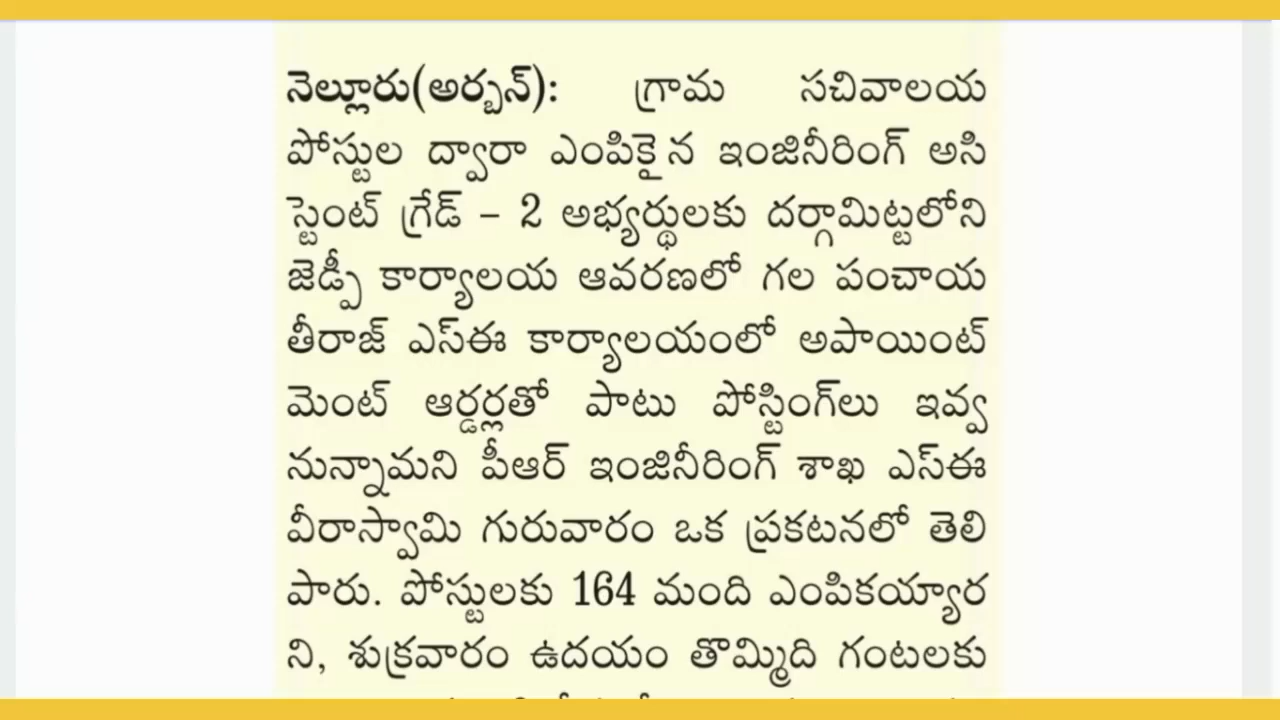 నెల్లూరు(అర్బన్): గ్రామ సచివాలయ
పోస్టుల ద్వారా ఎంపికైన ఇంజినీరింగ్ అసి
స్టెంట్ గ్రేడ్ – 2 అభ్యర్థులకు దర్గామిట్టలోని
జెడ్పీ కార్యాలయ ఆవరణలో గల పంచాయ
తీరాజ్ ఎస్ఈ కార్యాలయంలో అపాయింట్
మెంట్ ఆర్డర్లతో పాటు పోస్టింగ్‌లు ఇవ్వ
నున్నామని పీఆర్ ఇంజినీరింగ్ శాఖ ఎస్ఈ
వీరాస్వామి గురువారం ఒక ప్రకటనలో తెలి
పారు. పోస్టులకు 164 మంది ఎంపికయ్యార
ని, శుక్రవారం ఉదయం తొమ్మిది గంటలకు